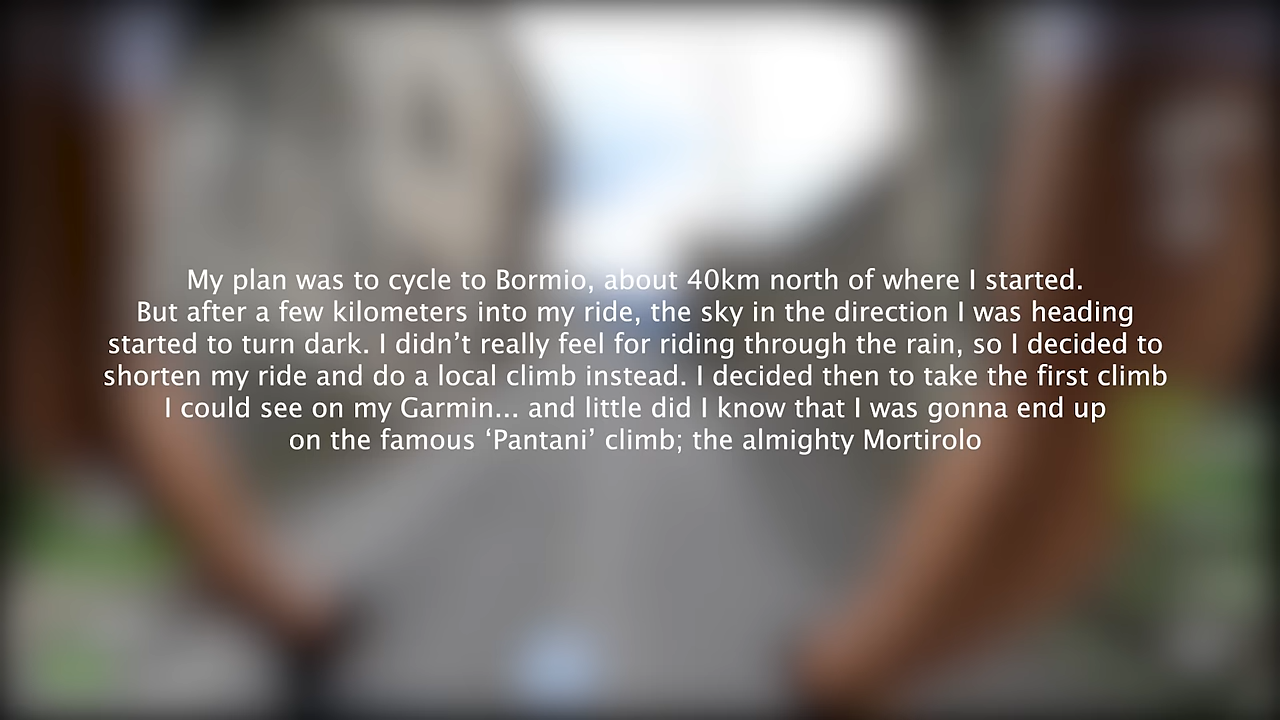 My plan was to cycle to Bormio, about 40km north of where I started.
But after a few kilometers into my ride, the sky in the direction I was heading
started to turn dark. I didn’t really feel for riding through the rain, so I decided to
shorten my ride and do a local climb instead. I decided then to take the first climb
I could see on my Garmin... and little did I know that I was gonna end up
on the famous ‘Pantani’ climb; the almighty Mortirolo